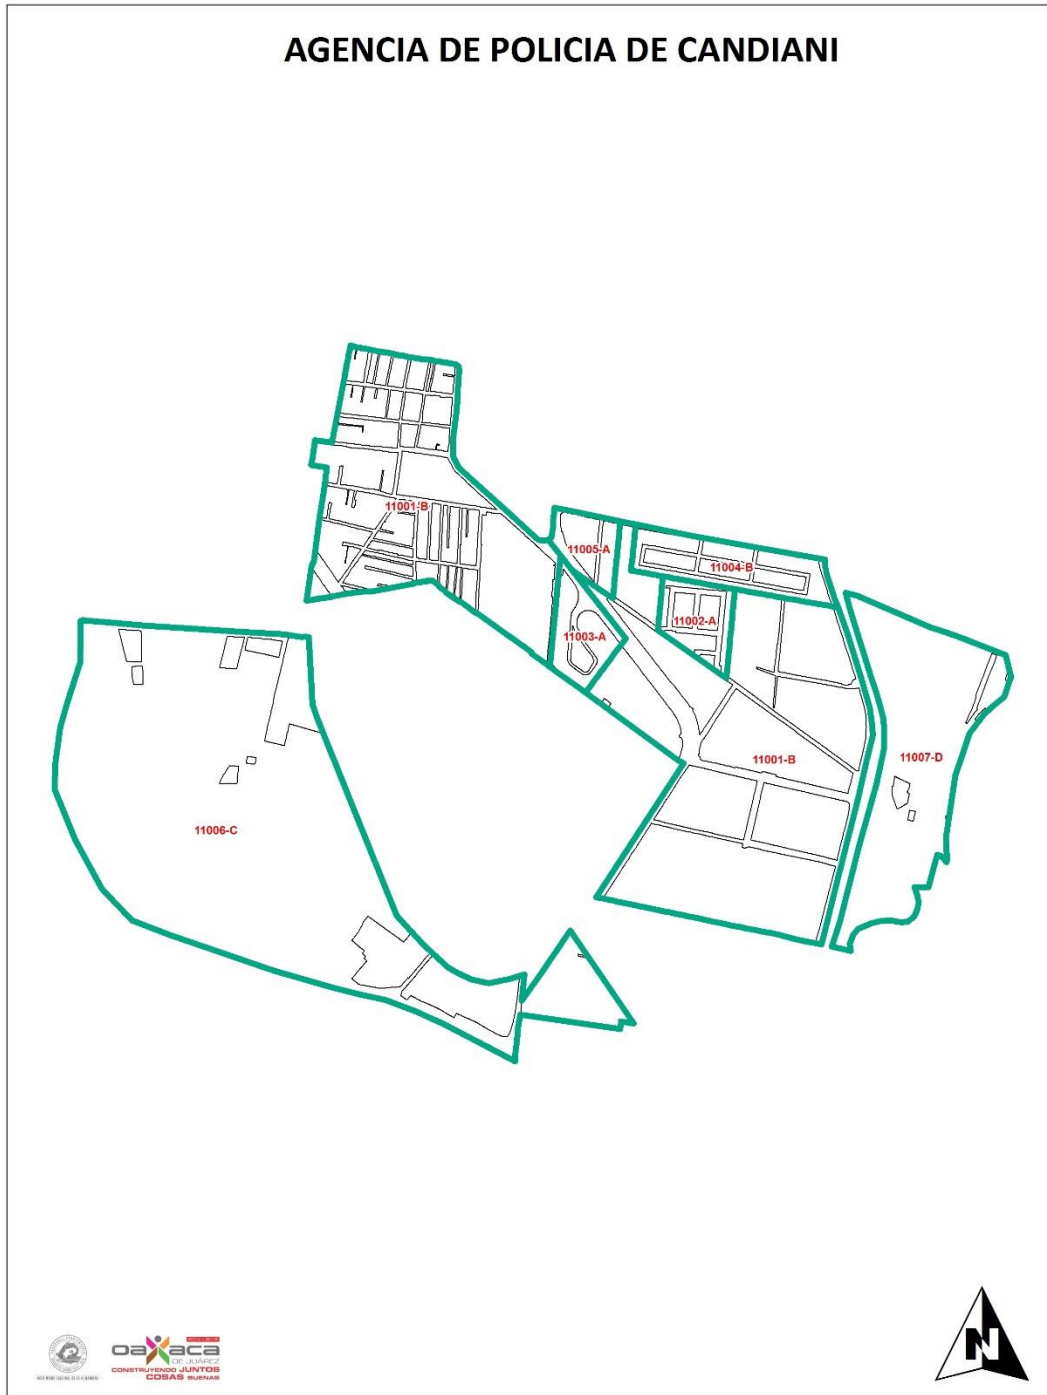 AGENCIA DE POLICIA DE CANDIANI
11001-B
11005-A
11004-B
11002-A
11003-A
11001-B
11007-D
11006-C
oaxaca
DE JUÁREZ
CONSTRUYENDO JUNTOS
COSAS BUENAS
N